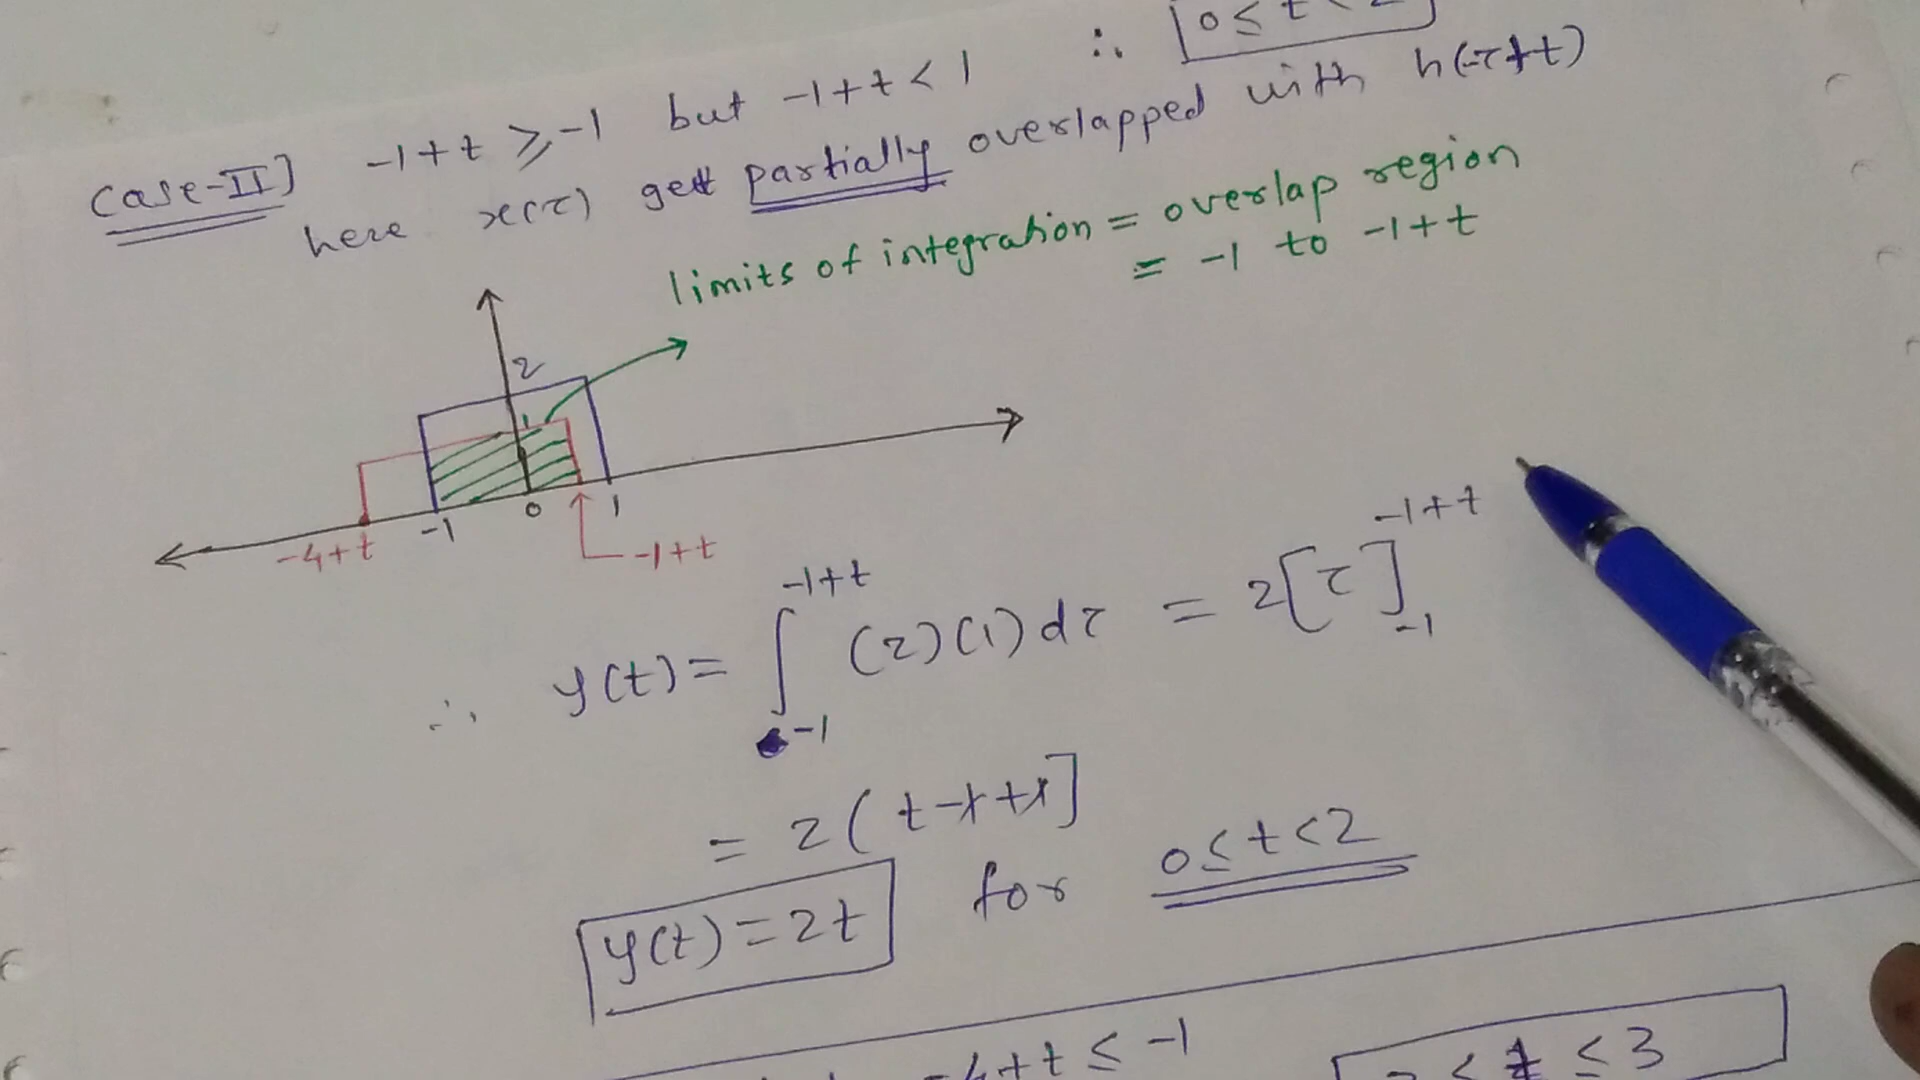 Case-II] -1+t ≥ -1 but -1+t < 1 ∴ 0 ≤ t
here x(τ) get partially overlapped with h(-τ+t)
limits of integration = overlap region
= -1 to -1+t
2
1
-1 0 1
-4+t -1+t
∴ y(t) = ∫_{-1}^{-1+t} (2)(1)dτ = 2[τ]_{-1}^{-1+t}
= 2(t-1+1]
y(t)=2t for 0≤t<2
-4+t ≤ -1 ≤ t ≤ 3